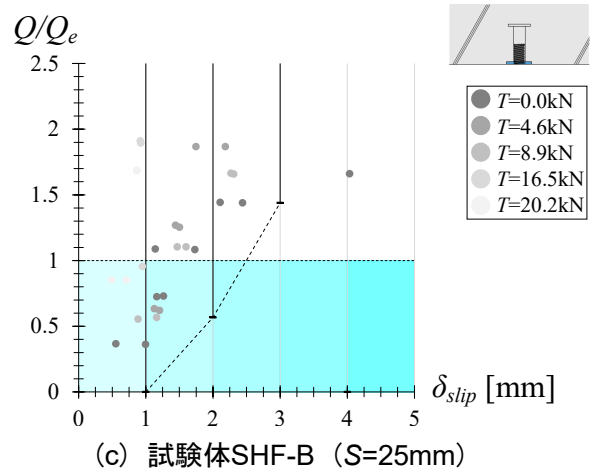 Q/Qe
2.5
2
1.5
1
0.5
0
0 1 2 3 4 5
δslip [mm]
T=0.0kN
T=4.6kN
T=8.9kN
T=16.5kN
T=20.2kN
(c) 試験体SHF-B（S=25mm）